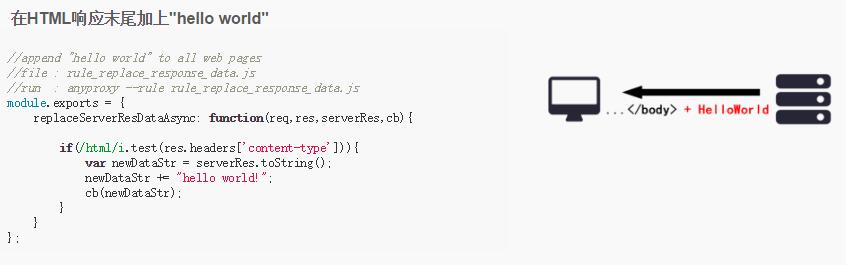 在HTML响应末尾加上"hello world"
//append "hello world" to all web pages
//file : rule_replace_response_data.js
//run  : anyproxy --rule rule_replace_response_data.js
module.exports = {
    replaceServerResDataAsync: function(req,res,serverRes,cb){
        if(/html/i.test(res.headers['content-type'])){
            var newDataStr = serverRes.toString();
            newDataStr += "hello world!";
            cb(newDataStr);
        }
    }
};
...</body> + HelloWorld